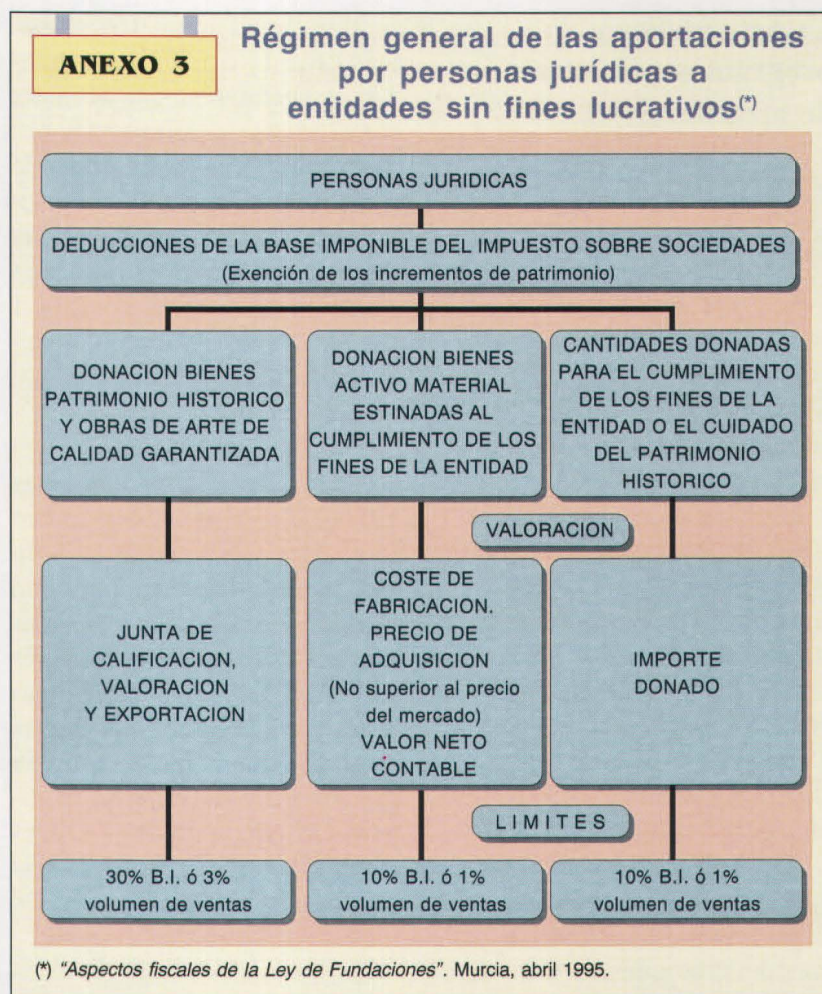 ANEXO 3
Régimen general de las aportaciones
por personas jurídicas a
entidades sin fines lucrativos(*)
PERSONAS JURIDICAS
DEDUCCIONES DE LA BASE IMPONIBLE DEL IMPUESTO SOBRE SOCIEDADES
(Exención de los incrementos de patrimonio)
DONACION BIENES
PATRIMONIO HISTORICO
Y OBRAS DE ARTE DE
CALIDAD GARANTIZADA
DONACION BIENES
ACTIVO MATERIAL
ESTINADAS AL
CUMPLIMIENTO DE LOS
FINES DE LA ENTIDAD
CANTIDADES DONADAS
PARA EL CUMPLIMIENTO
DE LOS FINES DE LA
ENTIDAD O EL CUIDADO
DEL PATRIMONIO
HISTORICO
VALORACION
JUNTA DE
CALIFICACION,
VALORACION
Y EXPORTACION
COSTE DE
FABRICACION.
PRECIO DE
ADQUISICION
(No superior al precio
del mercado)
VALOR NETO
CONTABLE
IMPORTE
DONADO
LIMITES
30% B.I. ó 3%
volumen de ventas
10% B.I. ó 1%
volumen de ventas
10% B.I. ó 1%
volumen de ventas
(*) "Aspectos fiscales de la Ley de Fundaciones". Murcia, abril 1995.